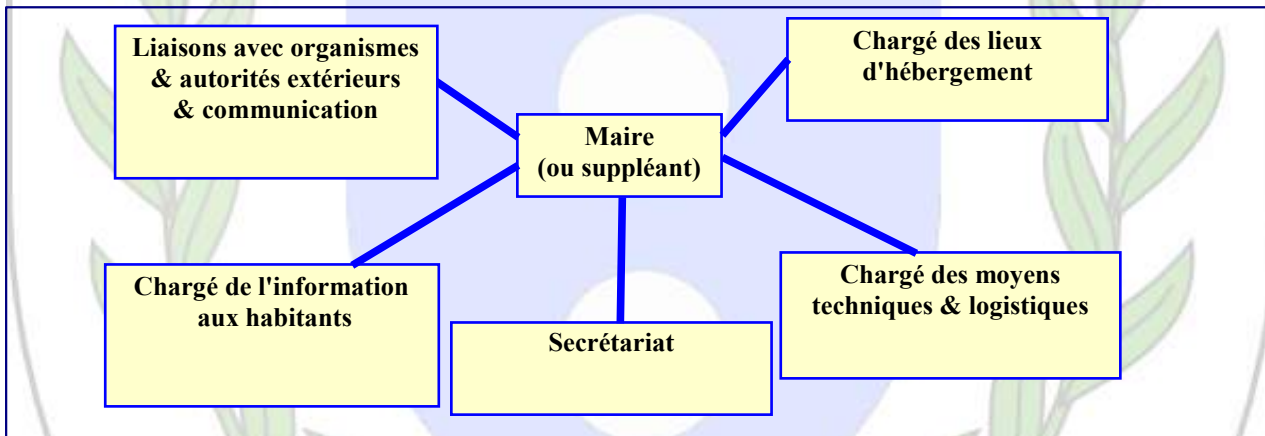 Liaisons avec organismes
& autorités extérieurs
& communication
Chargé des lieux
d'hébergement
Maire
(ou suppléant)
Chargé de l'information
aux habitants
Secrétariat
Chargé des moyens
techniques & logistiques